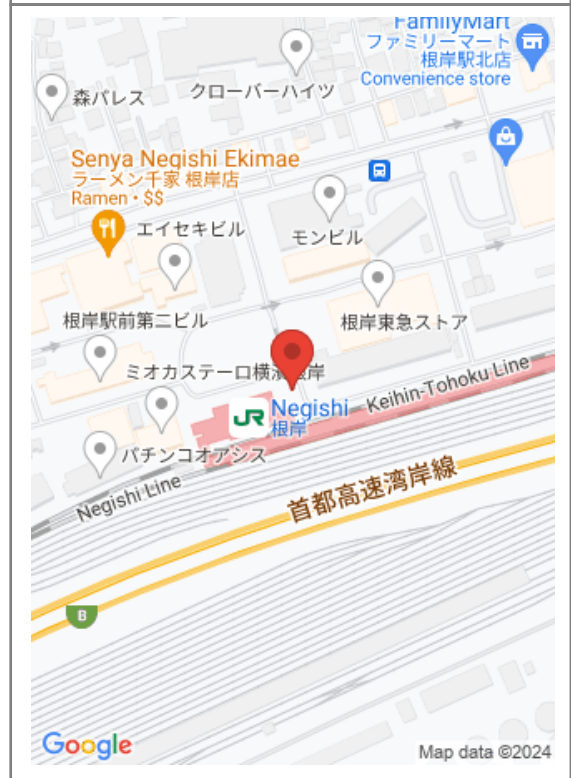 FamilyMart
ファミリーマート
根岸駅北店
Convenience store
クローバーハイツ
森パレス
Senya Negishi Ekimae
ラーメン千家 根岸店
Ramen • $$
エイセキビル
モンビル
根岸駅前第二ビル
根岸東急ストア
ミオカステーロ横濱根岸
JR
Negishi
根岸
Keihin-Tohoku Line
パチンコオアシス
Negishi Line
首都高速湾岸線
B
Google
Map data ©2024